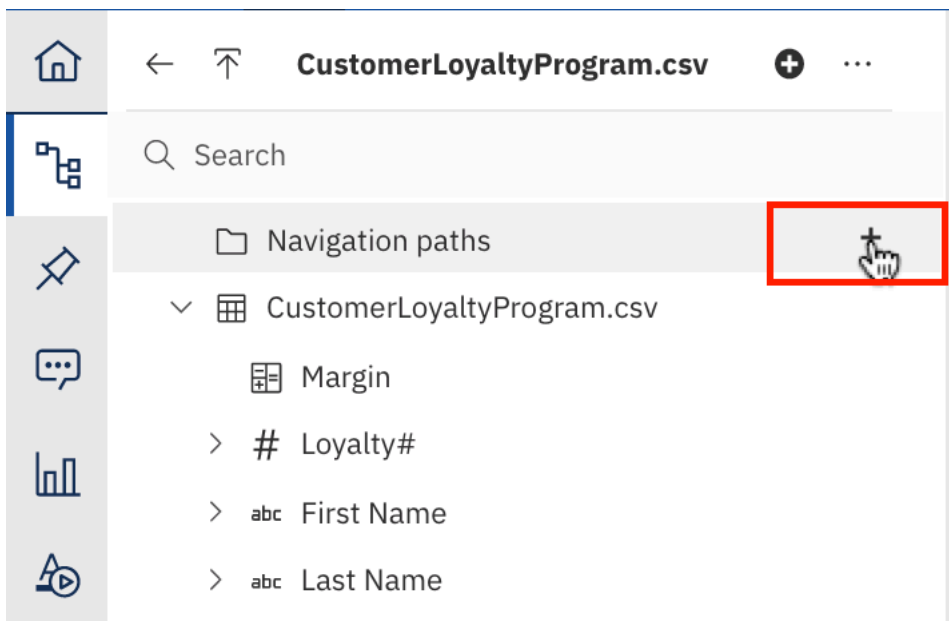 CustomerLoyaltyProgram.csv
Search
Navigation paths
CustomerLoyaltyProgram.csv
Margin
# Loyalty#
abc First Name
abc Last Name